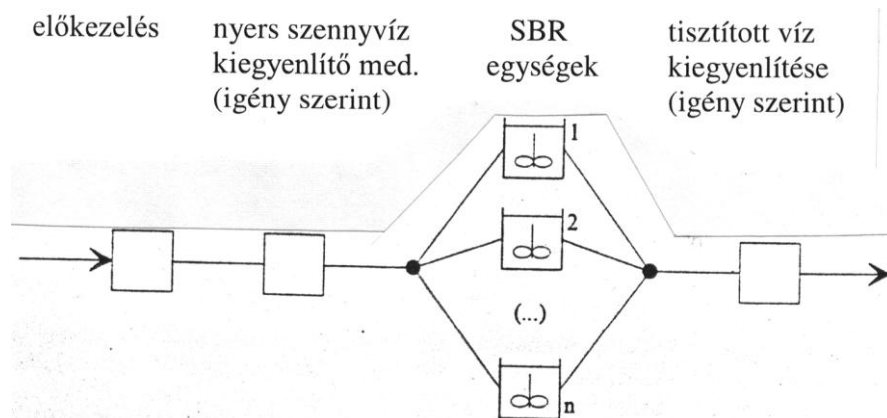 előkezelés
nyers szennyvíz
kiegyenlítő med.
(igény szerint)
SBR
egységek
tisztított víz
kiegyenlítése
(igény szerint)
1
2
(...)
n